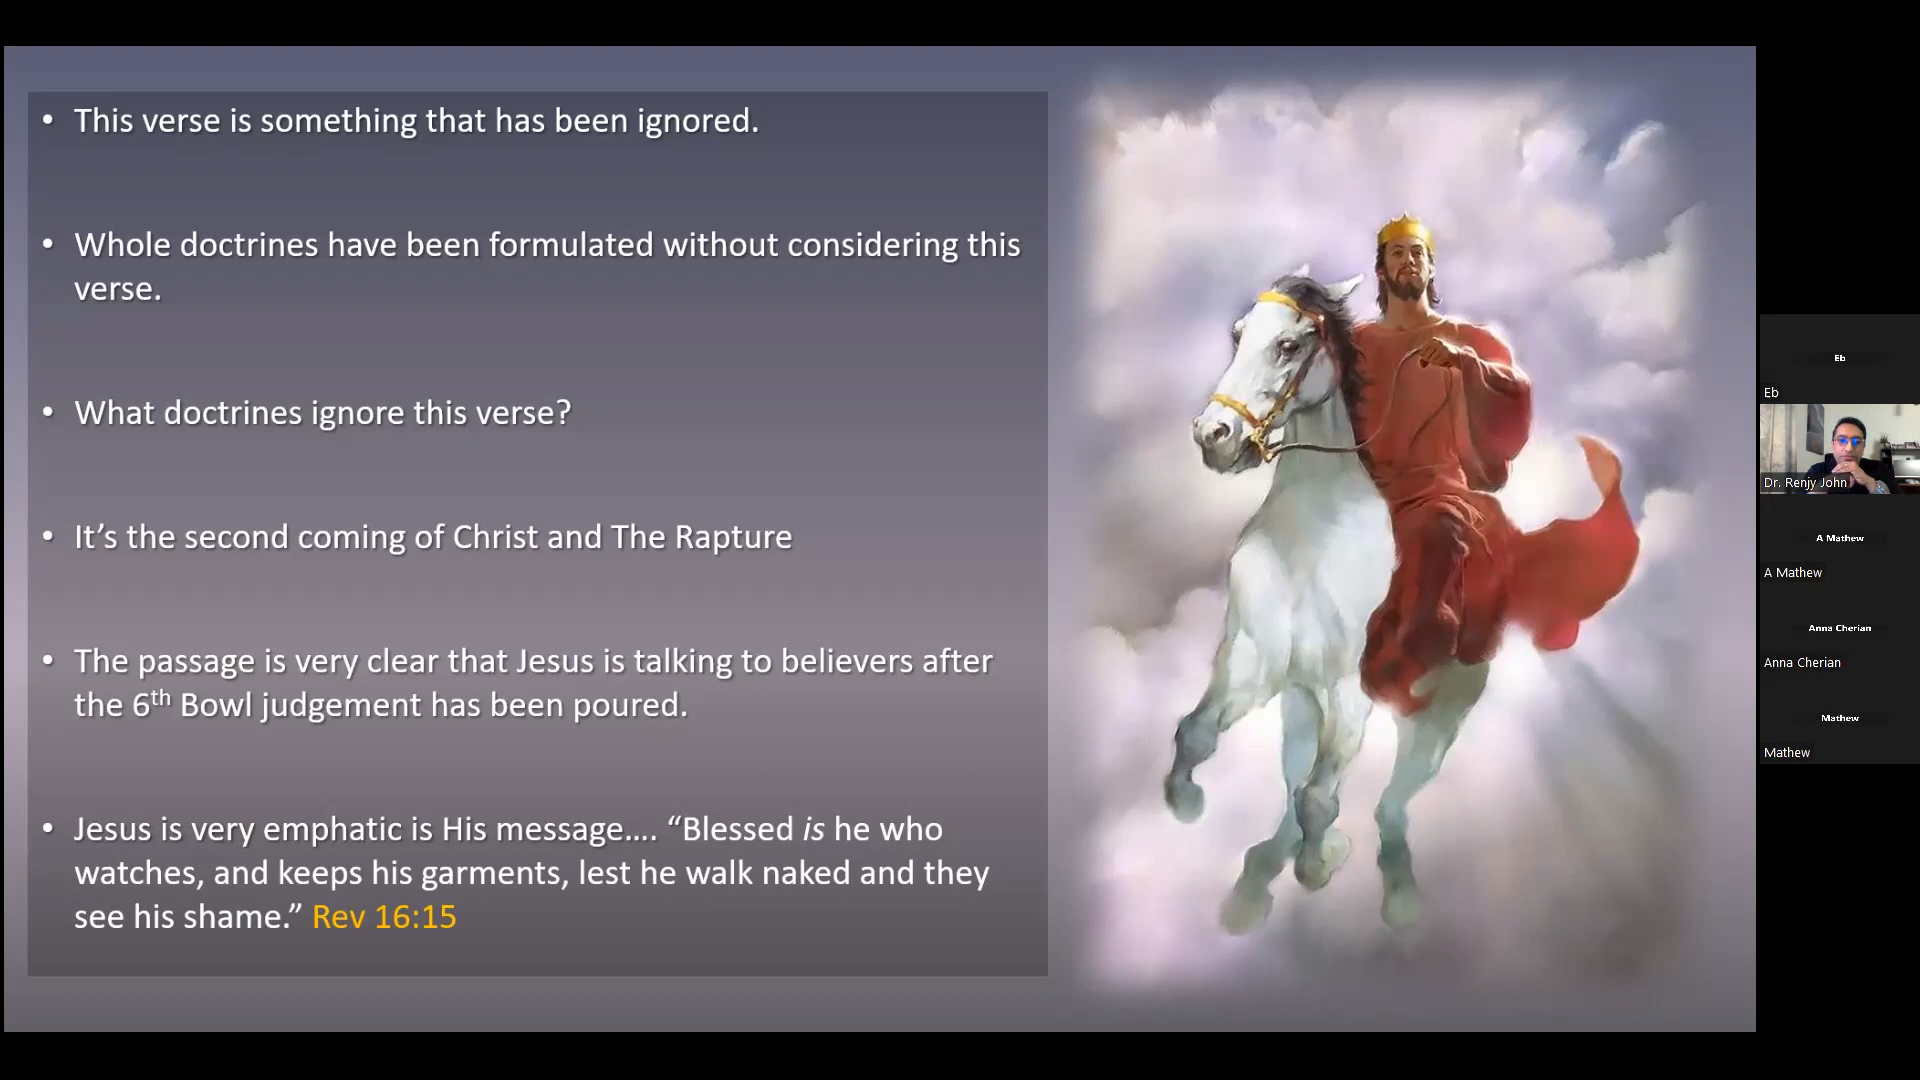 • This verse is something that has been ignored.
• Whole doctrines have been formulated without considering this
verse.
• What doctrines ignore this verse?
• It’s the second coming of Christ and The Rapture
• The passage is very clear that Jesus is talking to believers after
the 6th Bowl judgement has been poured.
• Jesus is very emphatic is His message…. “Blessed is he who
watches, and keeps his garments, lest he walk naked and they
see his shame.” Rev 16:15
Eb
Eb
Dr. Renjy John
A Mathew
A Mathew
Anna Cherian
Anna Cherian
Mathew
Mathew